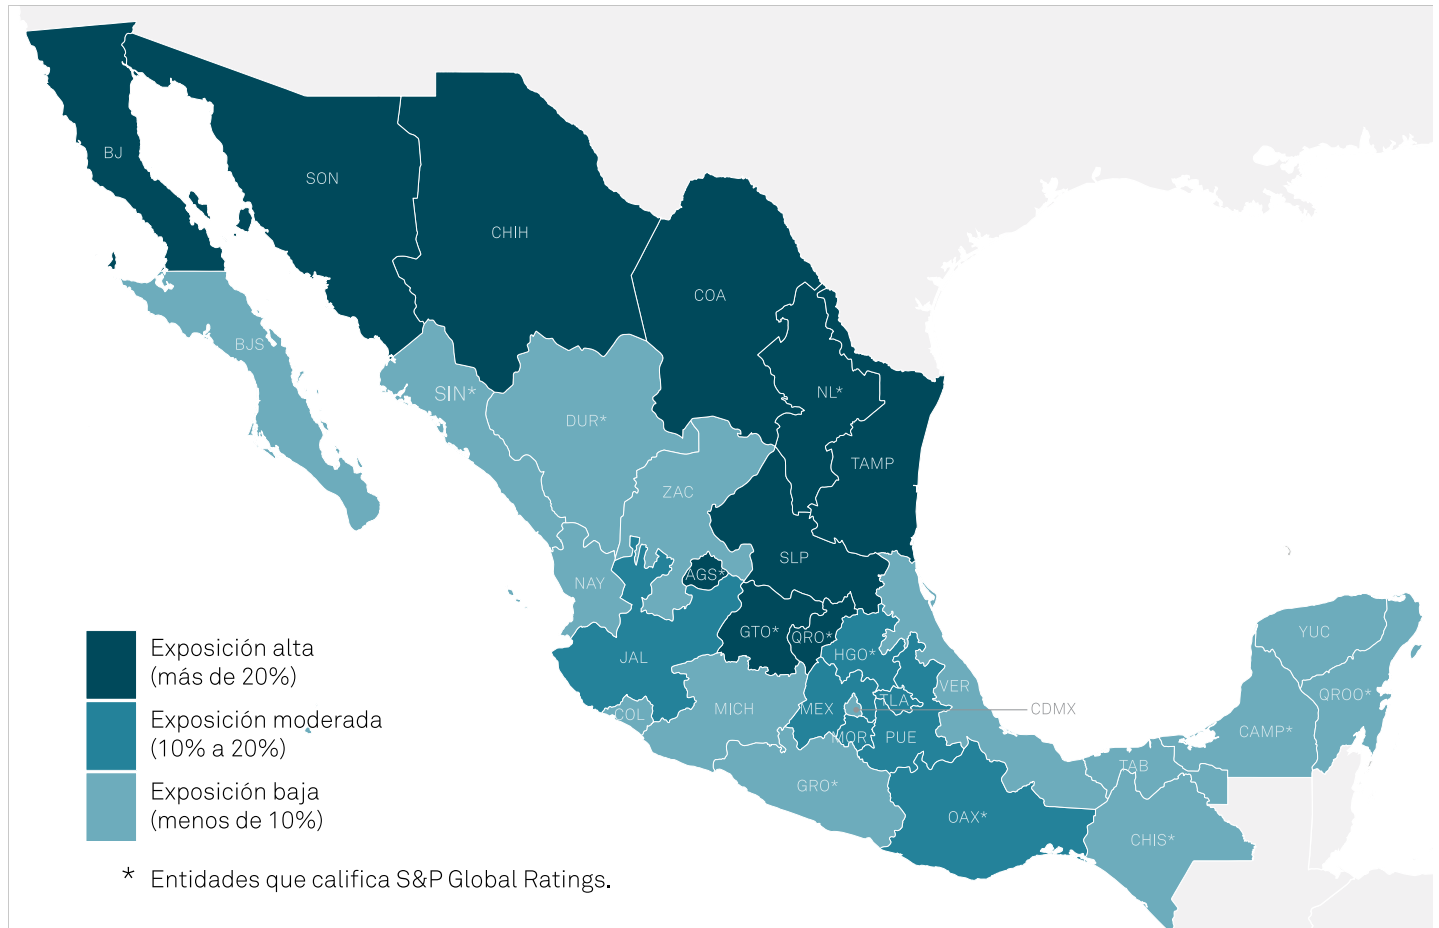 BJ
SON
CHIH
COA
BJS
SIN*
DUR*
NL*
TAMP
ZAC
SLP
NAY
AGS*
GTO*
QRO*
HGO*
JAL
VER
COL
MICH
MEX
TLA
CDMX
MOR
PUE
GRO*
OAX*
TAB
CHIS*
CAMP*
YUC
QROO*
Exposición alta
(más de 20%)
Exposición moderada
(10% a 20%)
Exposición baja
(menos de 10%)
* Entidades que califica S&P Global Ratings.